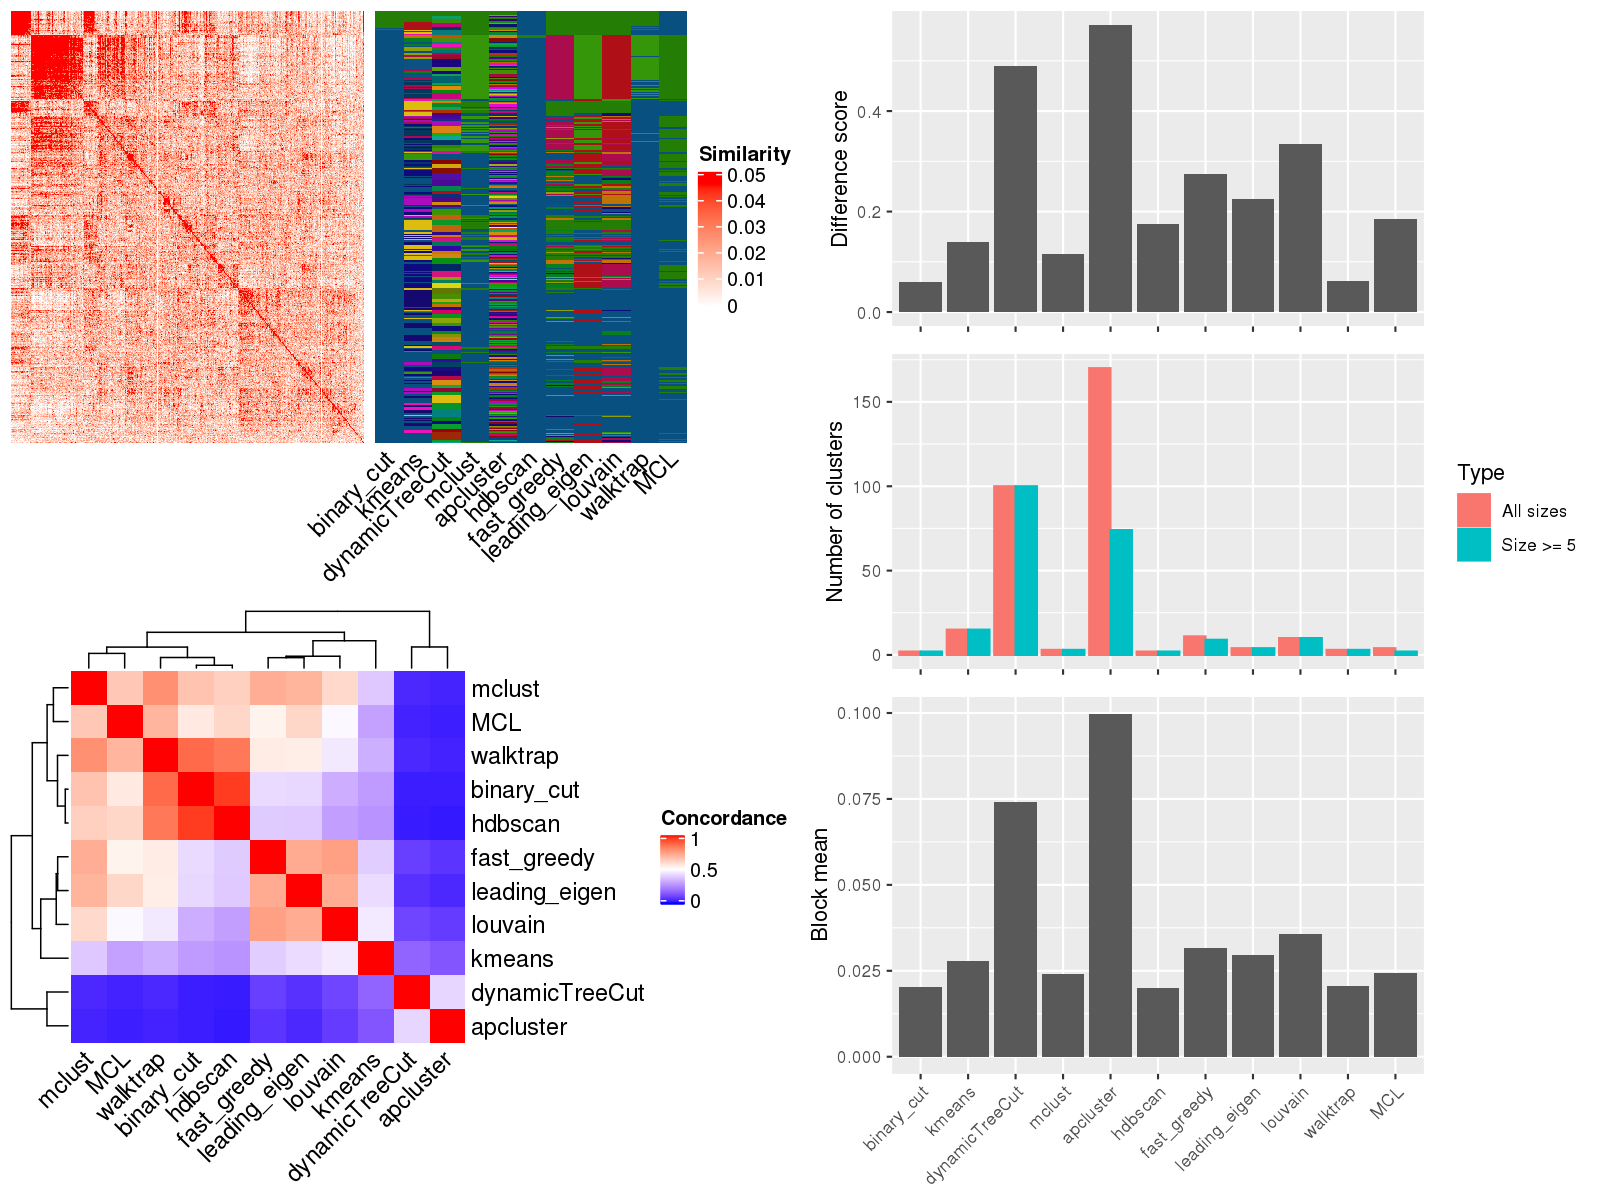 Similarity
0.05
0.04
0.03
0.02
0.01
0
binary_cut
kmeans
dynamicTreeCut
mclust
apcluster
hdbscan
fast_greedy
leading_eigen
louvain
walktrap
MCL
mclust
MCL
walktrap
binary_cut
hdbscan
fast_greedy
leading_eigen
louvain
kmeans
dynamicTreeCut
apcluster
mclust
MCL
walktrap
binary_cut
hdbscan
fast_greedy
leading_eigen
louvain
kmeans
dynamicTreeCut
apcluster
Concordance
1
0.5
0
Difference score
0.4
0.2
0.0
Number of clusters
150
100
50
0
Type
All sizes
Size >= 5
Block mean
0.100
0.075
0.050
0.025
0.000
binary_cut
kmeans
dynamicTreeCut
mclust
apcluster
hdbscan
fast_greedy
leading_eigen
louvain
walktrap
MCL